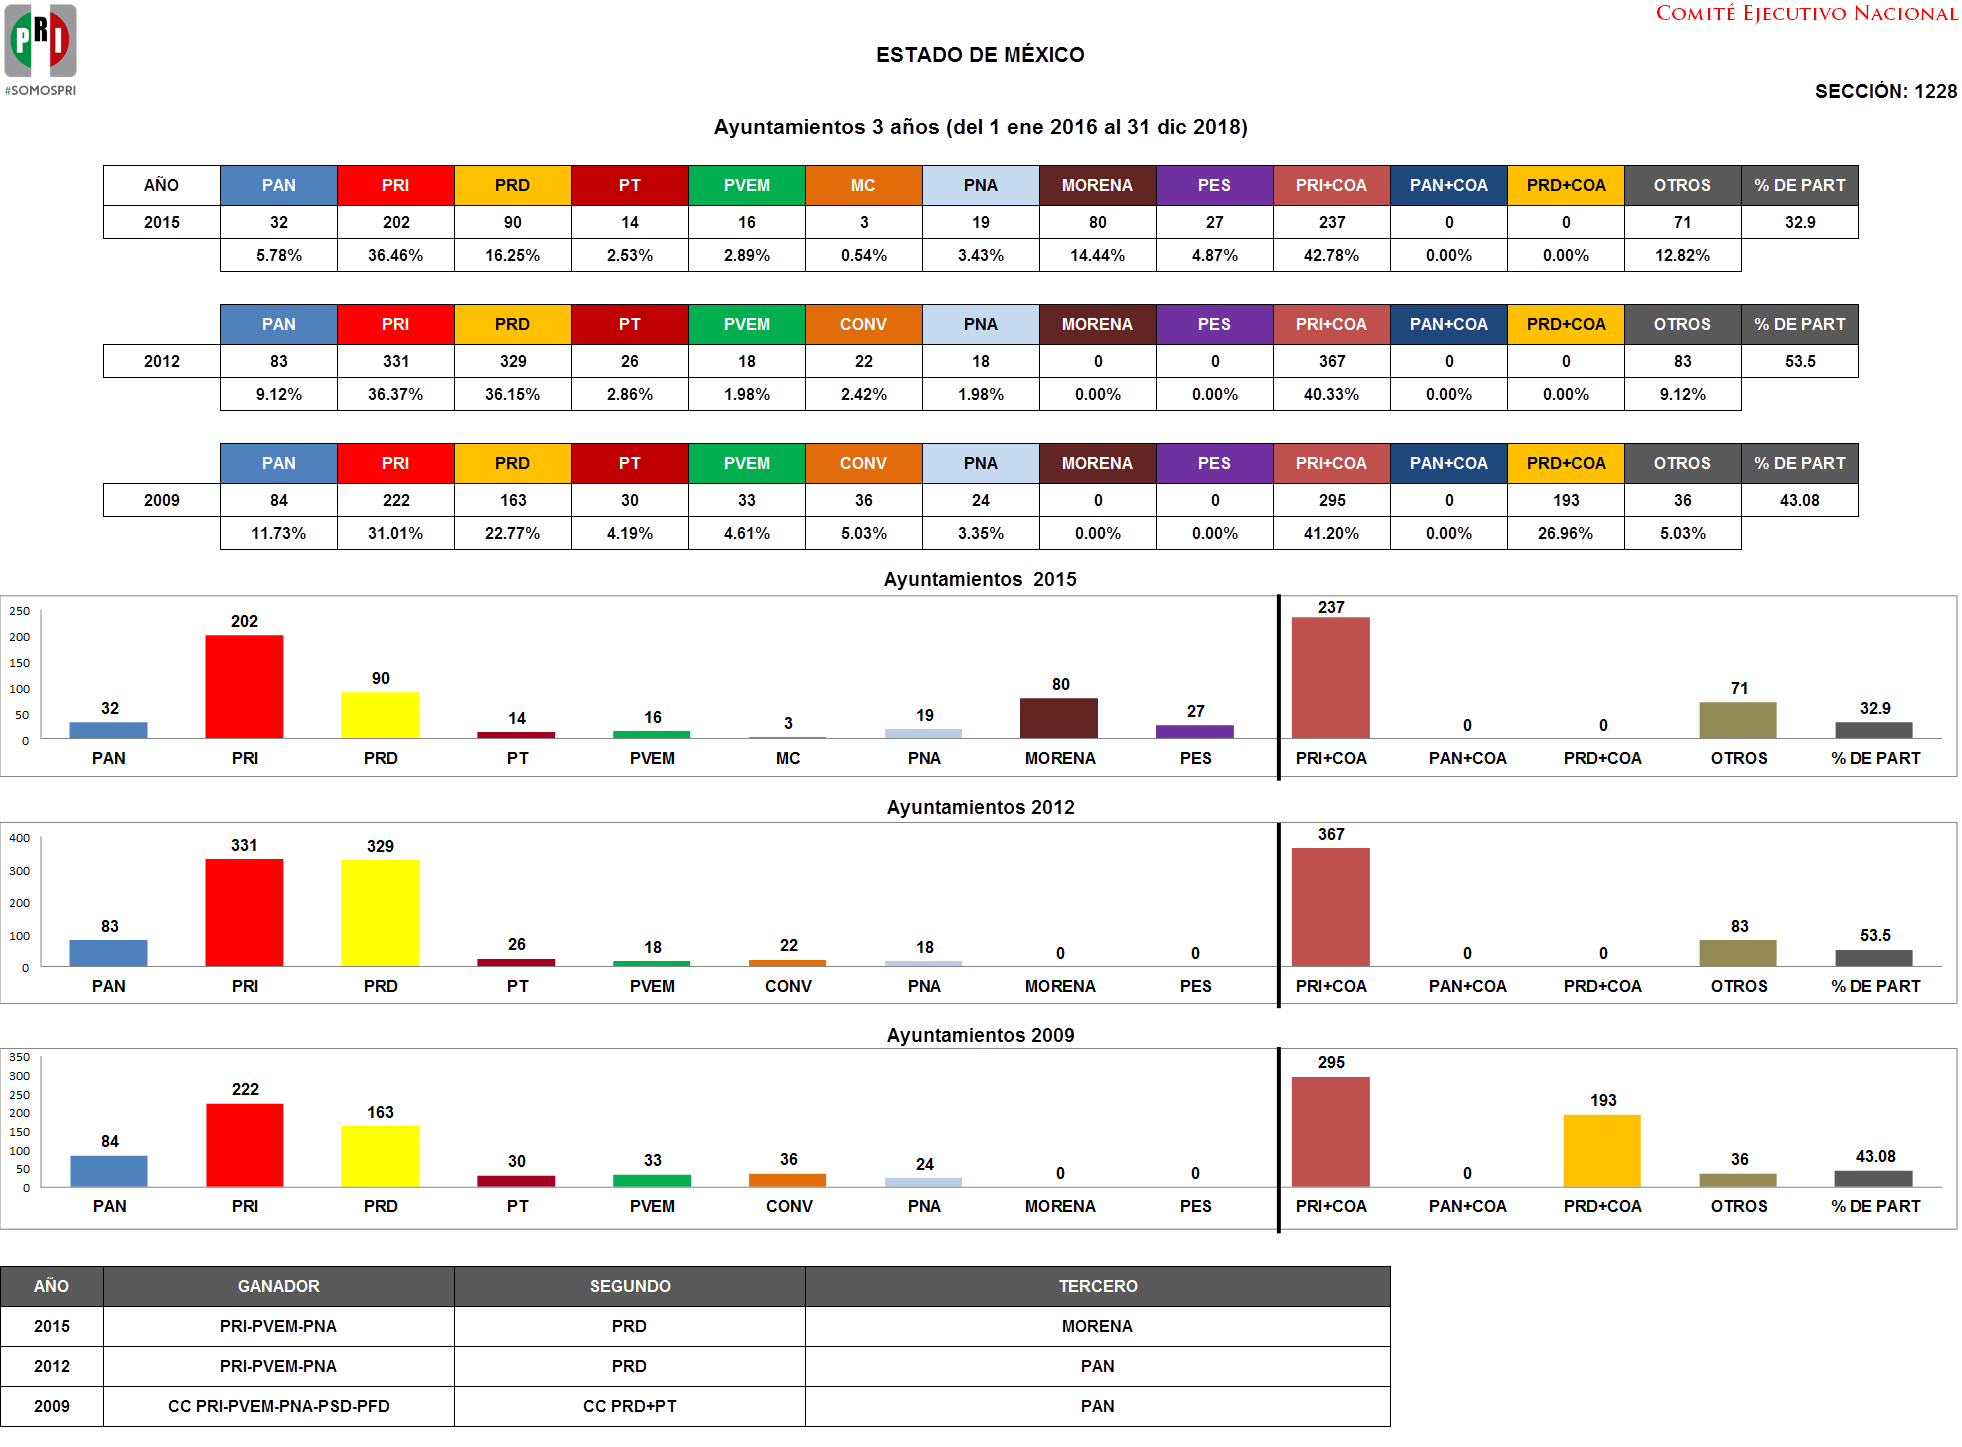 PRI
#SOMOSPRI
COMITÉ EJECUTIVO NACIONAL
ESTADO DE MÉXICO
SECCIÓN: 1228
Ayuntamientos 3 años (del 1 ene 2016 al 31 dic 2018)
AÑO PAN PRI PRD PT PVEM MC PNA MORENA PES PRI+COA PAN+COA PRD+COA OTROS % DE PART
2015 32 202 90 14 16 3 19 80 27 237 0 0 71 32.9
5.78% 36.46% 16.25% 2.53% 2.89% 0.54% 3.43% 14.44% 4.87% 42.78% 0.00% 0.00% 12.82%
PAN PRI PRD PT PVEM CONV PNA MORENA PES PRI+COA PAN+COA PRD+COA OTROS % DE PART
2012 83 331 329 26 18 22 18 0 0 367 0 0 83 53.5
9.12% 36.37% 36.15% 2.86% 1.98% 2.42% 1.98% 0.00% 0.00% 40.33% 0.00% 0.00% 9.12%
PAN PRI PRD PT PVEM CONV PNA MORENA PES PRI+COA PAN+COA PRD+COA OTROS % DE PART
2009 84 222 163 30 33 36 24 0 0 295 0 193 36 43.08
11.73% 31.01% 22.77% 4.19% 4.61% 5.03% 3.35% 0.00% 0.00% 41.20% 0.00% 26.96% 5.03%
Ayuntamientos 2015
250
200
150
100
50
0
32 202 90 14 16 3 19 80 27 237 0 0 71 32.9
PAN PRI PRD PT PVEM MC PNA MORENA PES PRI+COA PAN+COA PRD+COA OTROS % DE PART
Ayuntamientos 2012
400
300
200
100
0
83 331 329 26 18 22 18 0 0 367 0 0 83 53.5
PAN PRI PRD PT PVEM CONV PNA MORENA PES PRI+COA PAN+COA PRD+COA OTROS % DE PART
Ayuntamientos 2009
350
300
250
200
150
100
50
0
84 222 163 30 33 36 24 0 0 295 0 193 36 43.08
PAN PRI PRD PT PVEM CONV PNA MORENA PES PRI+COA PAN+COA PRD+COA OTROS % DE PART
AÑO GANADOR SEGUNDO TERCERO
2015 PRI-PVEM-PNA PRD MORENA
2012 PRI-PVEM-PNA PRD PAN
2009 CC PRI-PVEM-PNA-PSD-PFD CC PRD+PT PAN